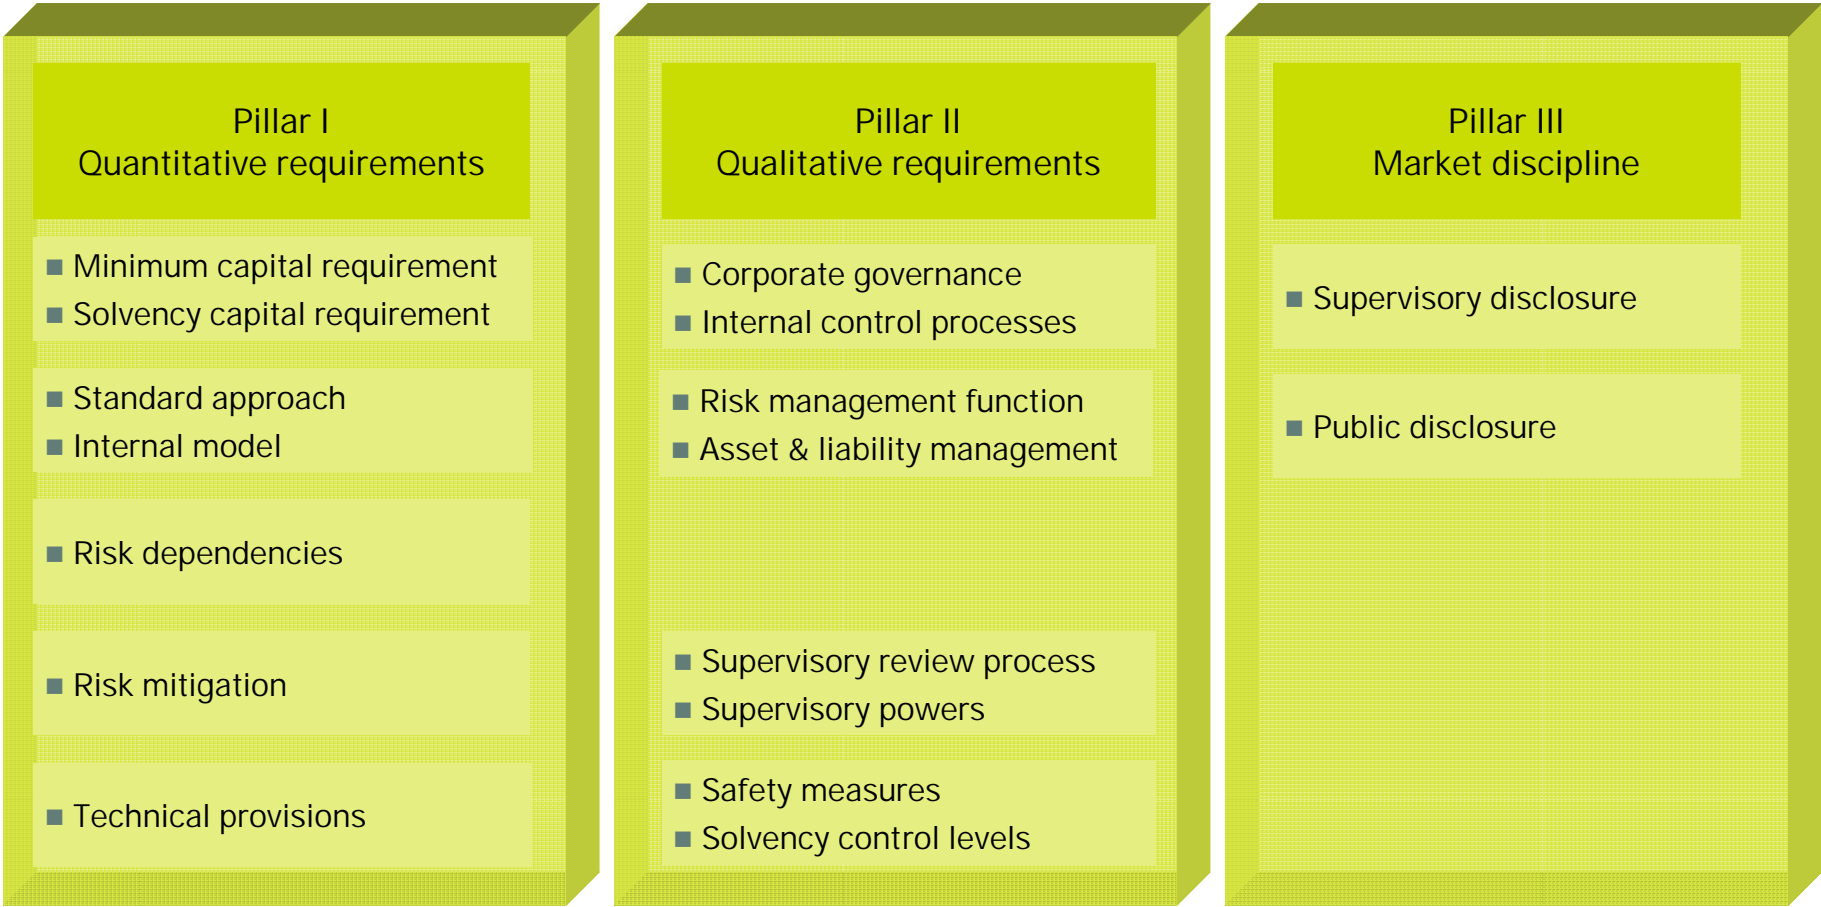 Pillar I
Quantitative requirements
■ Minimum capital requirement
■ Solvency capital requirement
■ Standard approach
■ Internal model
■ Risk dependencies
■ Risk mitigation
■ Technical provisions
Pillar II
Qualitative requirements
■ Corporate governance
■ Internal control processes
■ Risk management function
■ Asset & liability management
■ Supervisory review process
■ Supervisory powers
■ Safety measures
■ Solvency control levels
Pillar III
Market discipline
■ Supervisory disclosure
■ Public disclosure